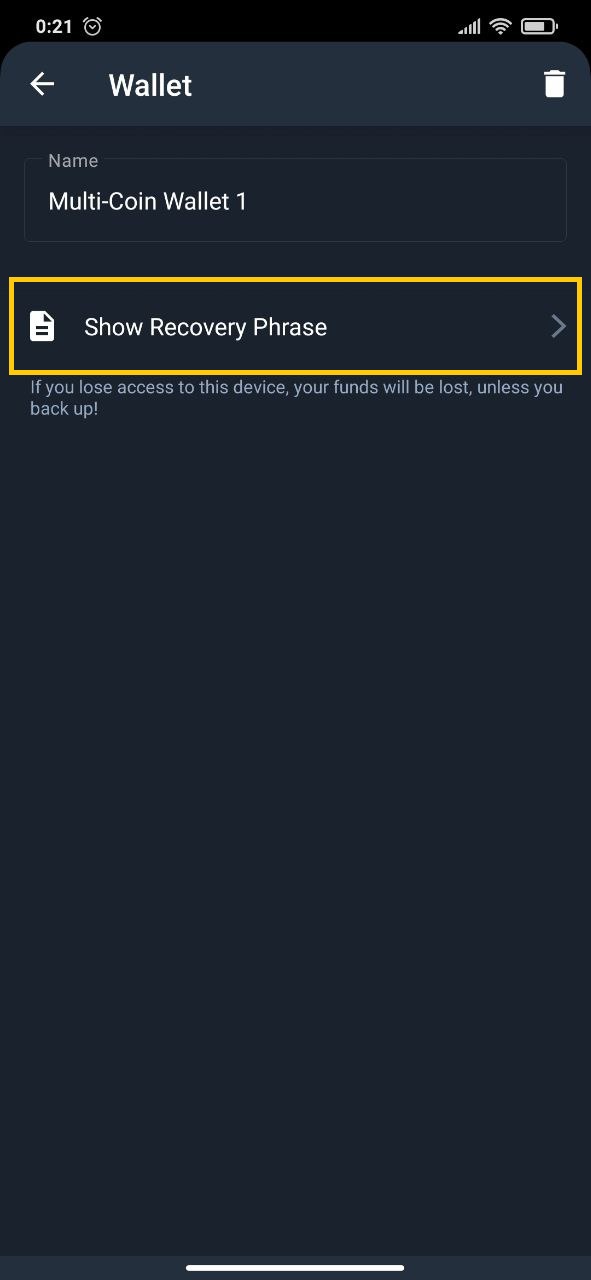 0:21
Wallet
Name
Multi-Coin Wallet 1
Show Recovery Phrase
If you lose access to this device, your funds will be lost, unless you
back up!